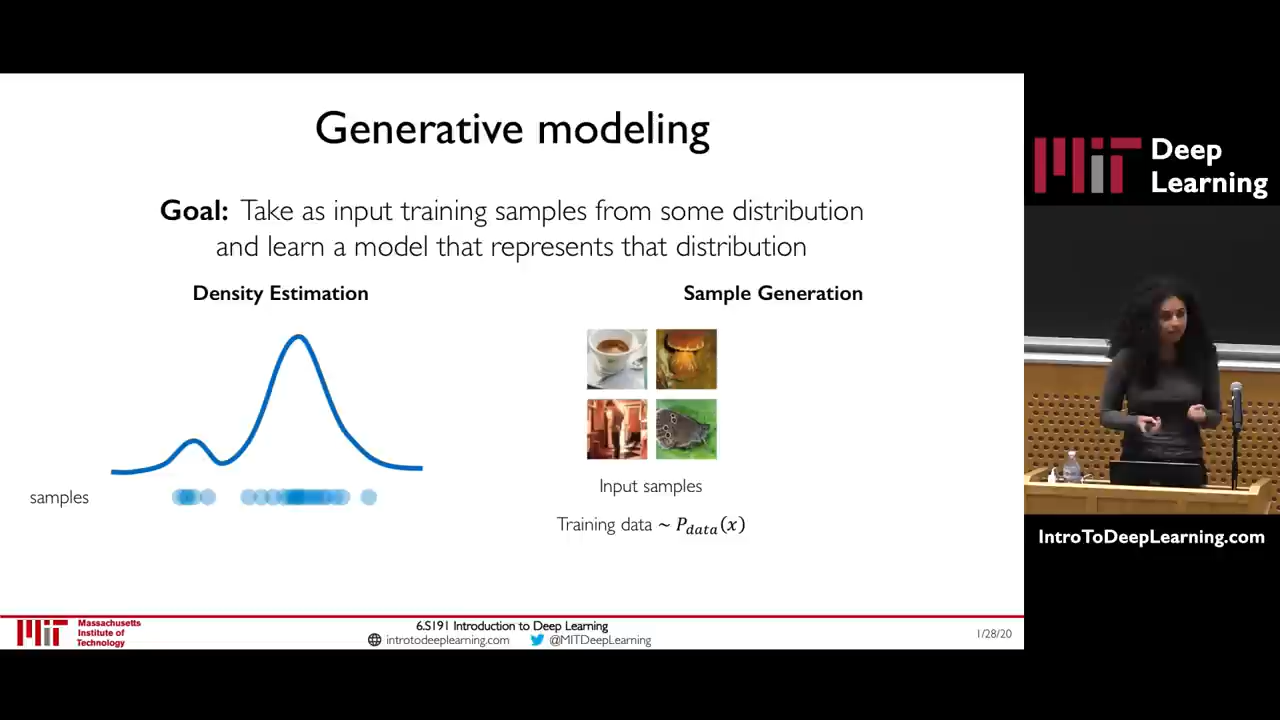 Generative modeling
Goal: Take as input training samples from some distribution
and learn a model that represents that distribution
Density Estimation
samples
Sample Generation
Input samples
Training data ~ P_data(x)
Massachusetts
Institute of
Technology
6.S191 Introduction to Deep Learning
introtodeeplearning.com @MITDeepLearning
1/28/20
MIT Deep
Learning
IntroToDeepLearning.com